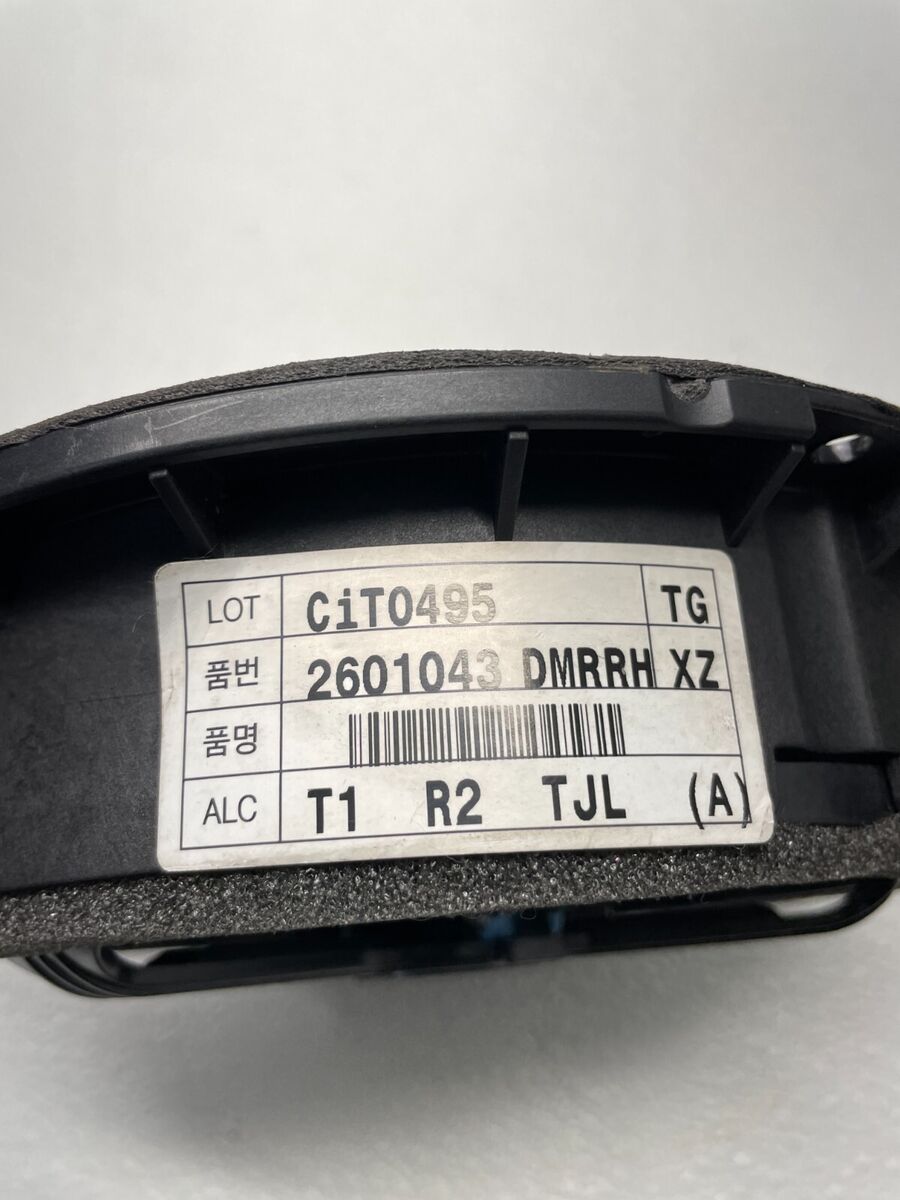 LOT CiT0495 TG
품번 2601043 DMRRH XZ
품명
ALC T1 R2 TJL (A)